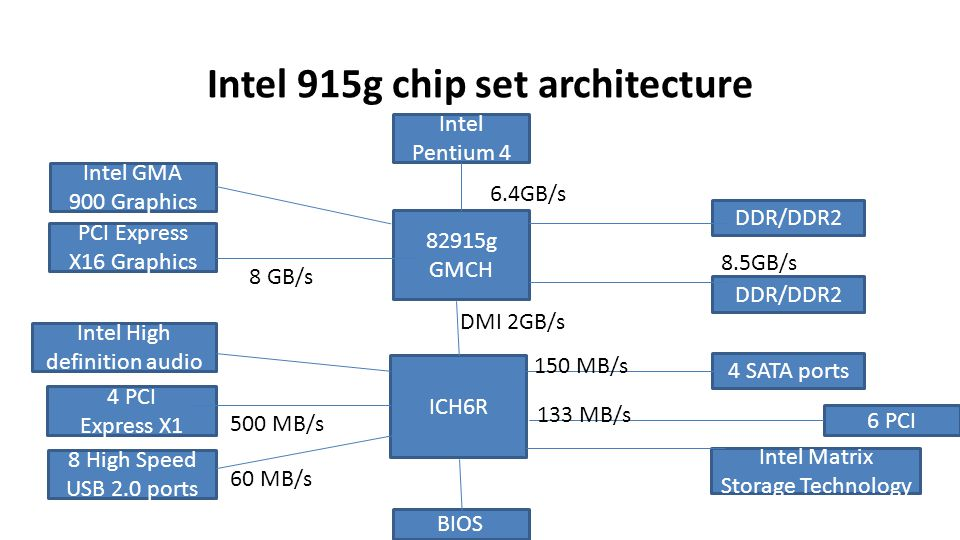 Intel 915g chip set architecture
Intel
Pentium 4
Intel GMA
900 Graphics
6.4GB/s
DDR/DDR2
PCI Express
X16 Graphics
82915g
GMCH
8 GB/s
8.5GB/s
DDR/DDR2
DMI 2GB/s
Intel High
definition audio
150 MB/s
4 SATA ports
4 PCI
Express X1
ICH6R
500 MB/s
133 MB/s
6 PCI
8 High Speed
USB 2.0 ports
60 MB/s
Intel Matrix
Storage Technology
BIOS